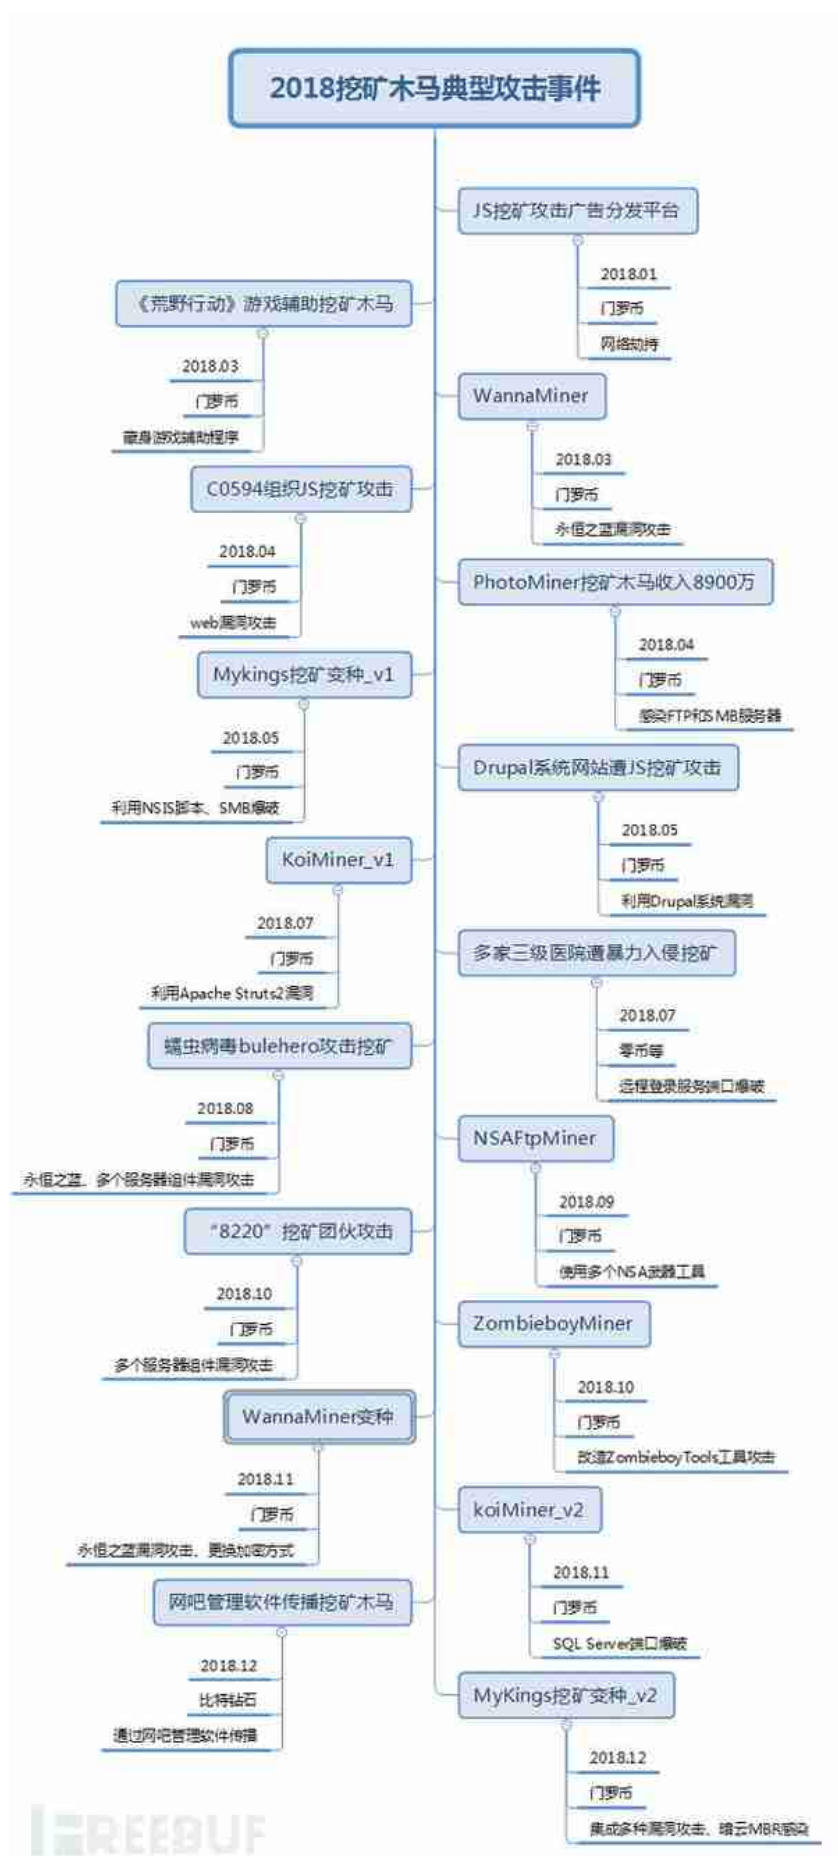 2018挖矿木马典型攻击事件
JS挖矿攻击广告分发平台
2018.01
门罗币
网络劫持
《荒野行动》游戏辅助挖矿木马
2018.03
门罗币
藏身游戏辅助程序
WannaMiner
2018.03
门罗币
永恒之蓝漏洞攻击
C0594组织JS挖矿攻击
2018.04
门罗币
web漏洞攻击
PhotoMiner挖矿木马收入8900万
2018.04
门罗币
感染FTP和SMB服务器
Mykings挖矿变种_v1
2018.05
门罗币
利用NSIS脚本、SMB爆破
Drupal系统网站遭JS挖矿攻击
2018.05
门罗币
利用Drupal系统漏洞
KoiMiner_v1
2018.07
门罗币
利用Apache Struts2漏洞
多家三级医院遭暴力入侵挖矿
2018.07
零币等
远程登录服务端口爆破
蠕虫病毒bulehero攻击挖矿
2018.08
门罗币
永恒之蓝、多个服务器组件漏洞攻击
NSAFtpMiner
2018.09
门罗币
使用多个NSA武器工具
“8220”挖矿团伙攻击
2018.10
门罗币
多个服务器组件漏洞攻击
ZombieboyMiner
2018.10
门罗币
改造ZombieboyTools工具攻击
WannaMiner变种
2018.11
门罗币
永恒之蓝漏洞攻击、更换加密方式
koiMiner_v2
2018.11
门罗币
SQL Server端口爆破
网吧管理软件传播挖矿木马
2018.12
比特钻石
通过网吧管理软件传播
MyKings挖矿变种_v2
2018.12
门罗币
集成多种漏洞攻击、暗云MBR感染
FREEBUF